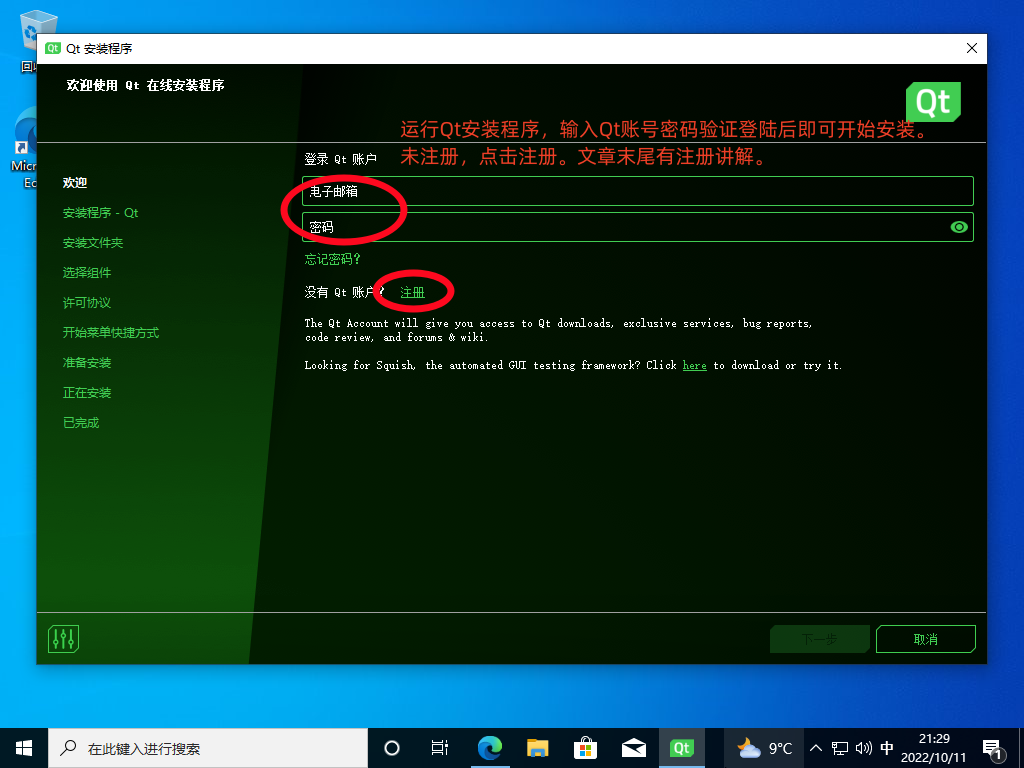 Qt 安装程序
欢迎使用 Qt 在线安装程序
Qt
运行Qt安装程序，输入Qt账号密码验证登陆后即可开始安装。
未注册，点击注册。文章末尾有注册讲解。
登录 Qt 账户
电子邮箱
密码
忘记密码？
没有 Qt 账户？ 注册
The Qt Account will give you access to Qt downloads, exclusive services, bug reports,
code review, and forums & wiki.
Looking for Squish, the automated GUI testing framework? Click here to download or try it.
欢迎
安装程序 - Qt
安装文件夹
选择组件
许可协议
开始菜单快捷方式
准备安装
正在安装
已完成
下一步
取消
在此键入进行搜索
Qt
9°C
中
21:29
2022/10/11
1